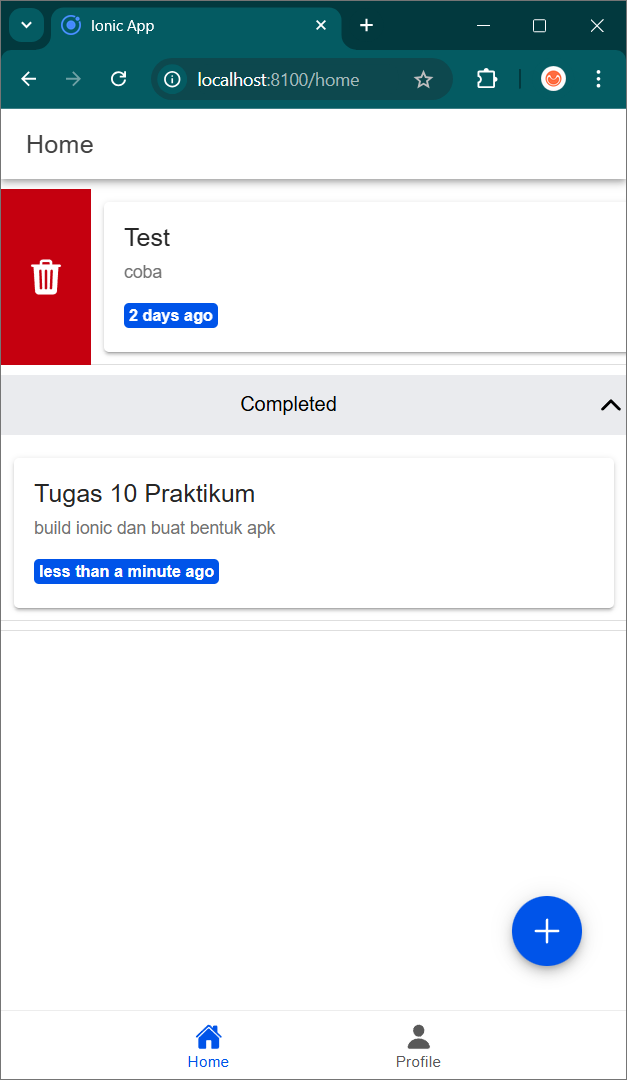 Ionic App
localhost:8100/home
Home
Test
coba
2 days ago
Completed
Tugas 10 Praktikum
build ionic dan buat bentuk apk
less than a minute ago
Home
Profile